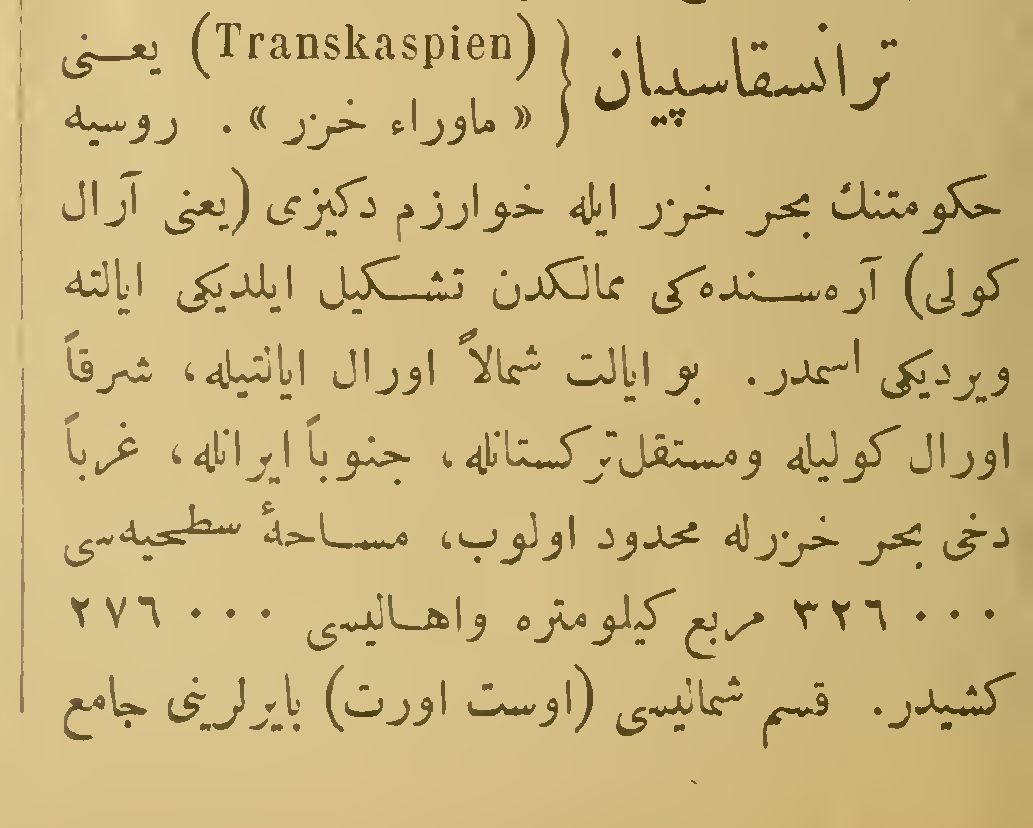 ترانسقاسپیان { (Transkaspien) یعنی
« ماوراء خزر » . روسیه
حکومتنك بحر خزر ایله خوارزم دکیزی (یعنی آرال
کولی) آره‌سنده‌کی ممالکدن تشکیل ایلدیکی ایالته
ویردیکی اسمدر. بو ایالت شمالاً اورال ایالتیله، شرقاً
اورال کولیله ومستقل ترکستانله، جنوباً ایرانله، غرباً
دخی بحر خزرله محدود اولوب، مساحهٔ سطحیه‌سی
٣٢٦٠٠٠ مربع کیلومتره واهالیسی ٢٧٦٠٠٠
کشیدر. قسم شمالیسی (اوست اورت) بایرلرینی جامع